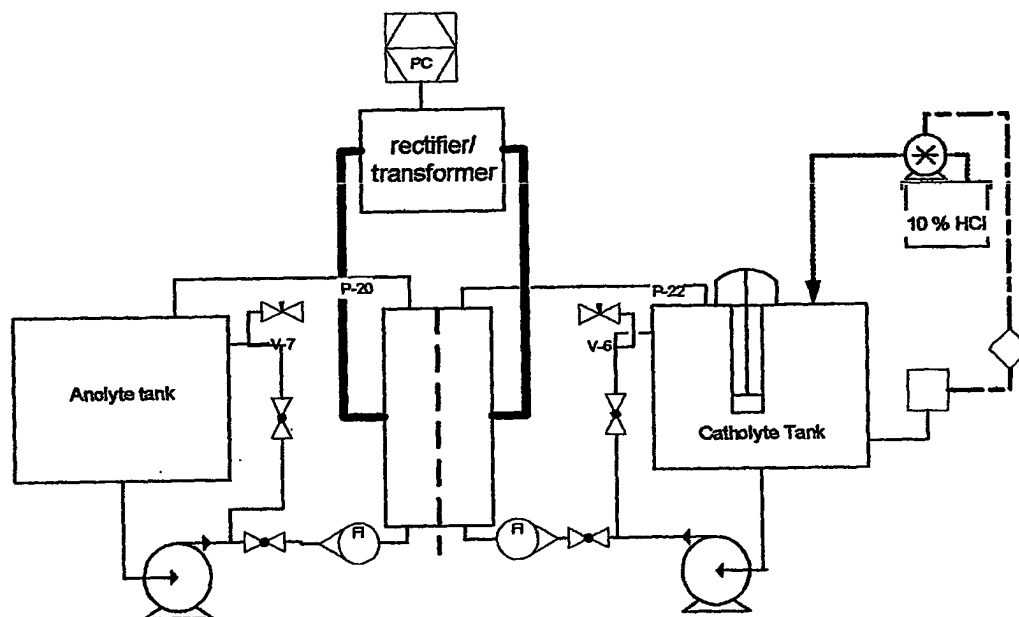 PC
rectifier/
transformer
10 % HCl
P-20
P-22
V-7
V-6
Anolyte tank
Catholyte Tank
FI
FI